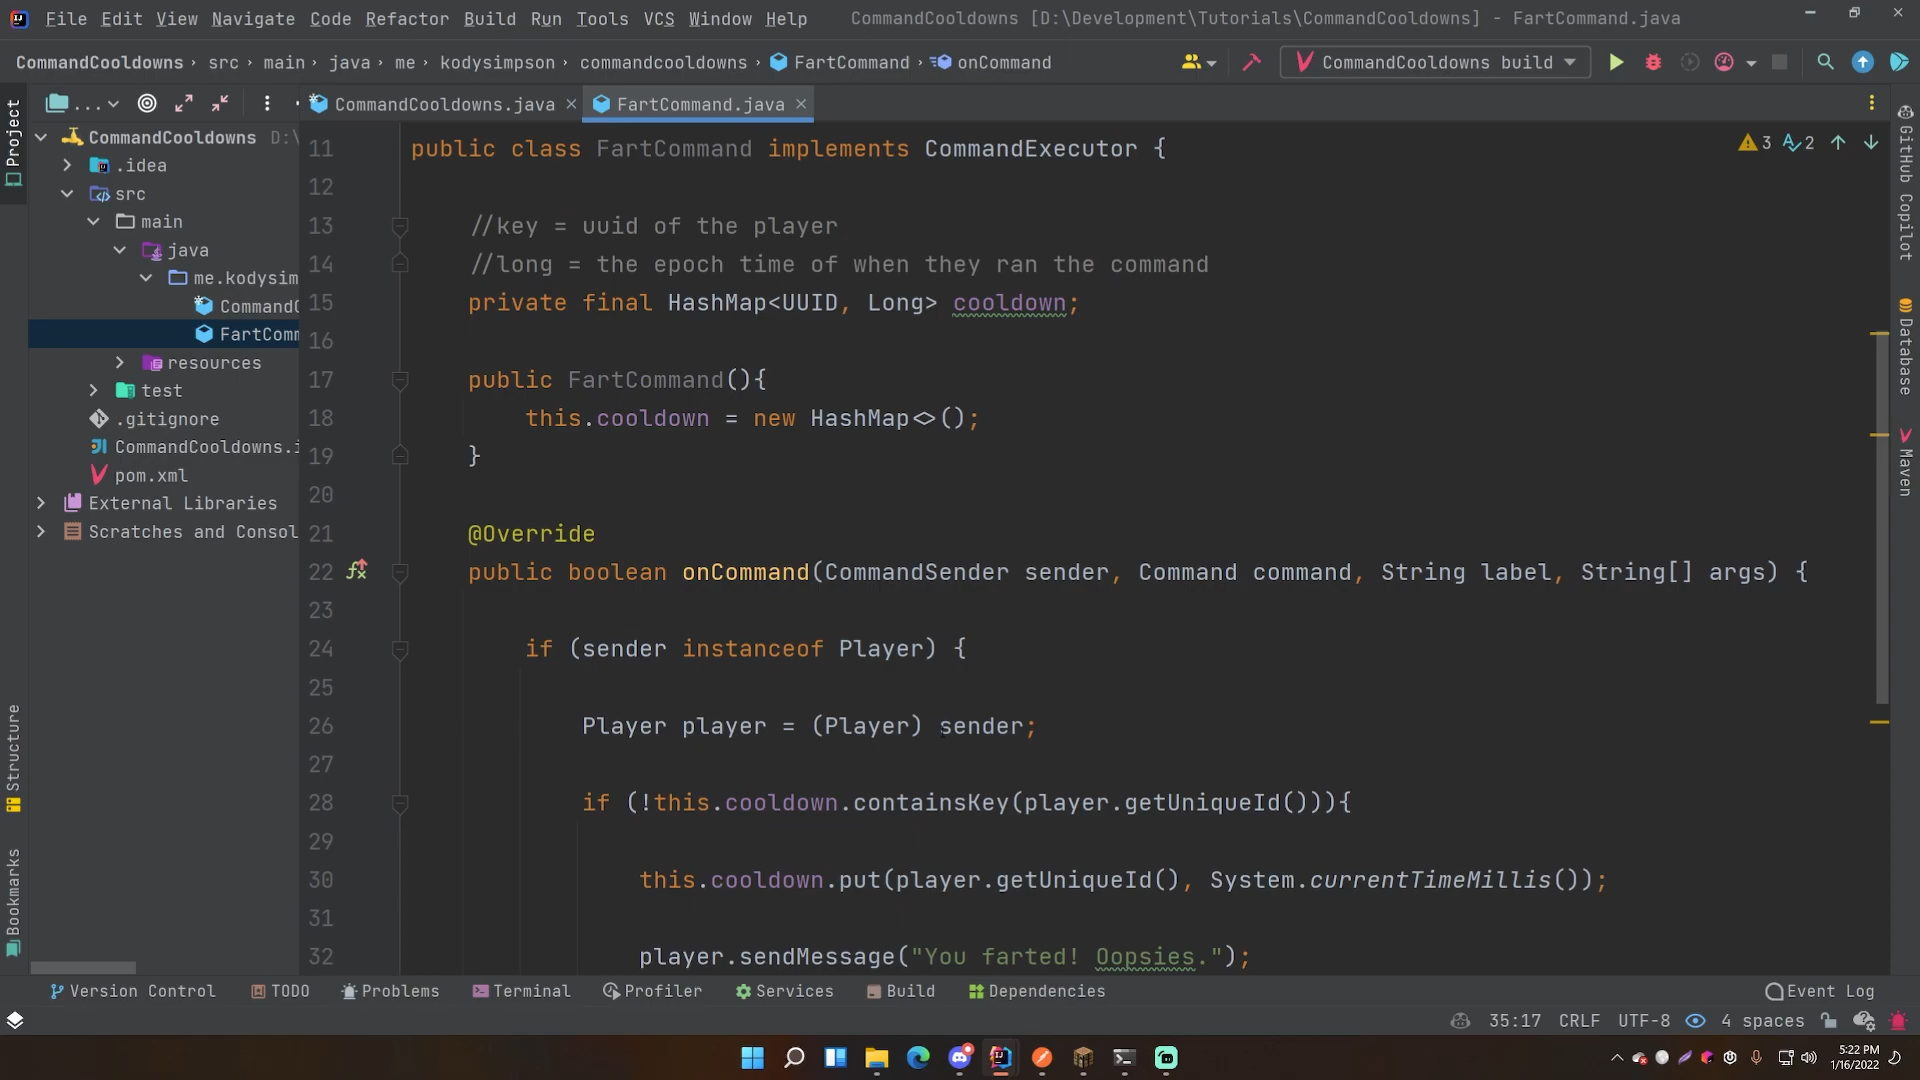 File Edit View Navigate Code Refactor Build Run Tools VCS Window Help CommandCooldowns [D:\Development\Tutorials\CommandCooldowns] - FartCommand.java
CommandCooldowns › src › main › java › me › kodysimpson › commandcooldowns › FartCommand › onCommand CommandCooldowns build
... CommandCooldowns.java FartCommand.java
Project
CommandCooldowns D:\
.idea
src
main
java
me.kodysim
CommandC
FartComm
resources
test
.gitignore
CommandCooldowns.i
pom.xml
External Libraries
Scratches and Consol
Structure
Bookmarks
3 2
11 public class FartCommand implements CommandExecutor {
12
13 //key = uuid of the player
14 //long = the epoch time of when they ran the command
15 private final HashMap<UUID, Long> cooldown;
16
17 public FartCommand(){
18 this.cooldown = new HashMap<>();
19 }
20
21 @Override
22 public boolean onCommand(CommandSender sender, Command command, String label, String[] args) {
23
24 if (sender instanceof Player) {
25
26 Player player = (Player) sender;
27
28 if (!this.cooldown.containsKey(player.getUniqueId())){
29
30 this.cooldown.put(player.getUniqueId(), System.currentTimeMillis());
31
32 player.sendMessage("You farted! Oopsies.");
GitHub Copilot
Database
Maven
Version Control TODO Problems Terminal Profiler Services Build Dependencies Event Log
35:17 CRLF UTF-8 4 spaces
5:22 PM
1/16/2022